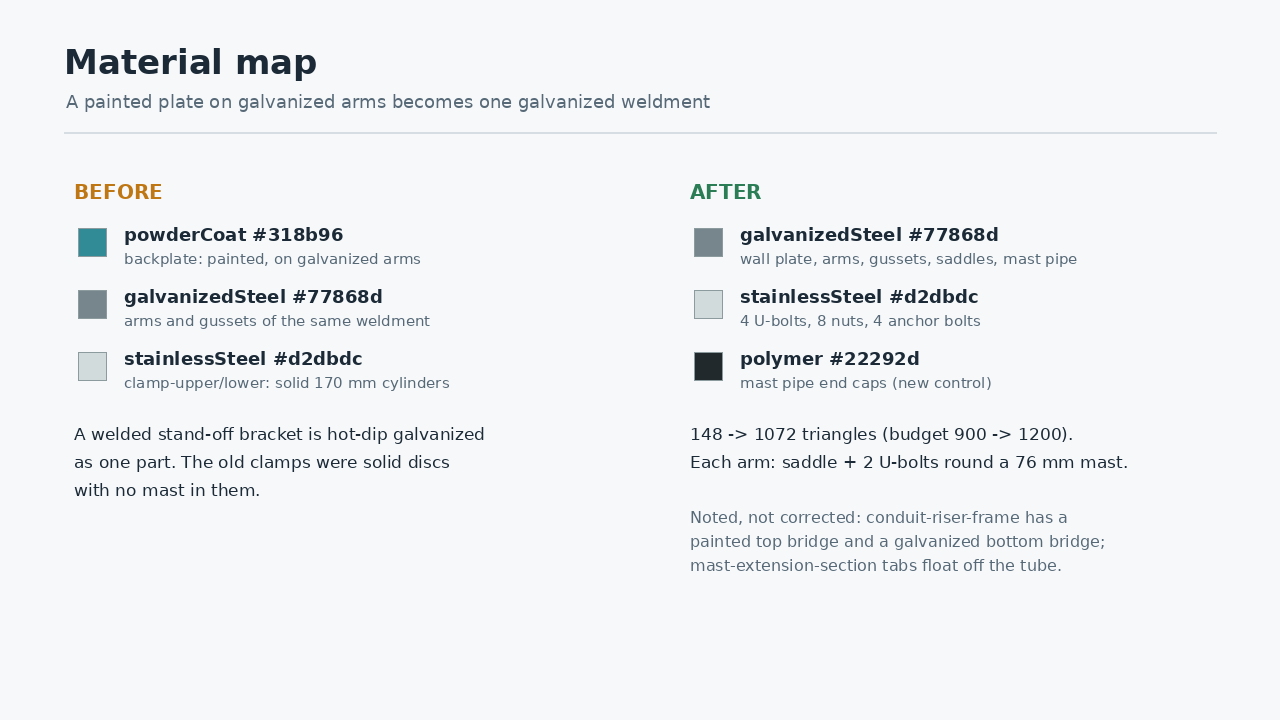 Material map
A painted plate on galvanized arms becomes one galvanized weldment
BEFORE
powderCoat #318b96
backplate: painted, on galvanized arms
galvanizedSteel #77868d
arms and gussets of the same weldment
stainlessSteel #d2dbdc
clamp-upper/lower: solid 170 mm cylinders
A welded stand-off bracket is hot-dip galvanized
as one part. The old clamps were solid discs
with no mast in them.
AFTER
galvanizedSteel #77868d
wall plate, arms, gussets, saddles, mast pipe
stainlessSteel #d2dbdc
4 U-bolts, 8 nuts, 4 anchor bolts
polymer #22292d
mast pipe end caps (new control)
148 -> 1072 triangles (budget 900 -> 1200).
Each arm: saddle + 2 U-bolts round a 76 mm mast.
Noted, not corrected: conduit-riser-frame has a
painted top bridge and a galvanized bottom bridge;
mast-extension-section tabs float off the tube.